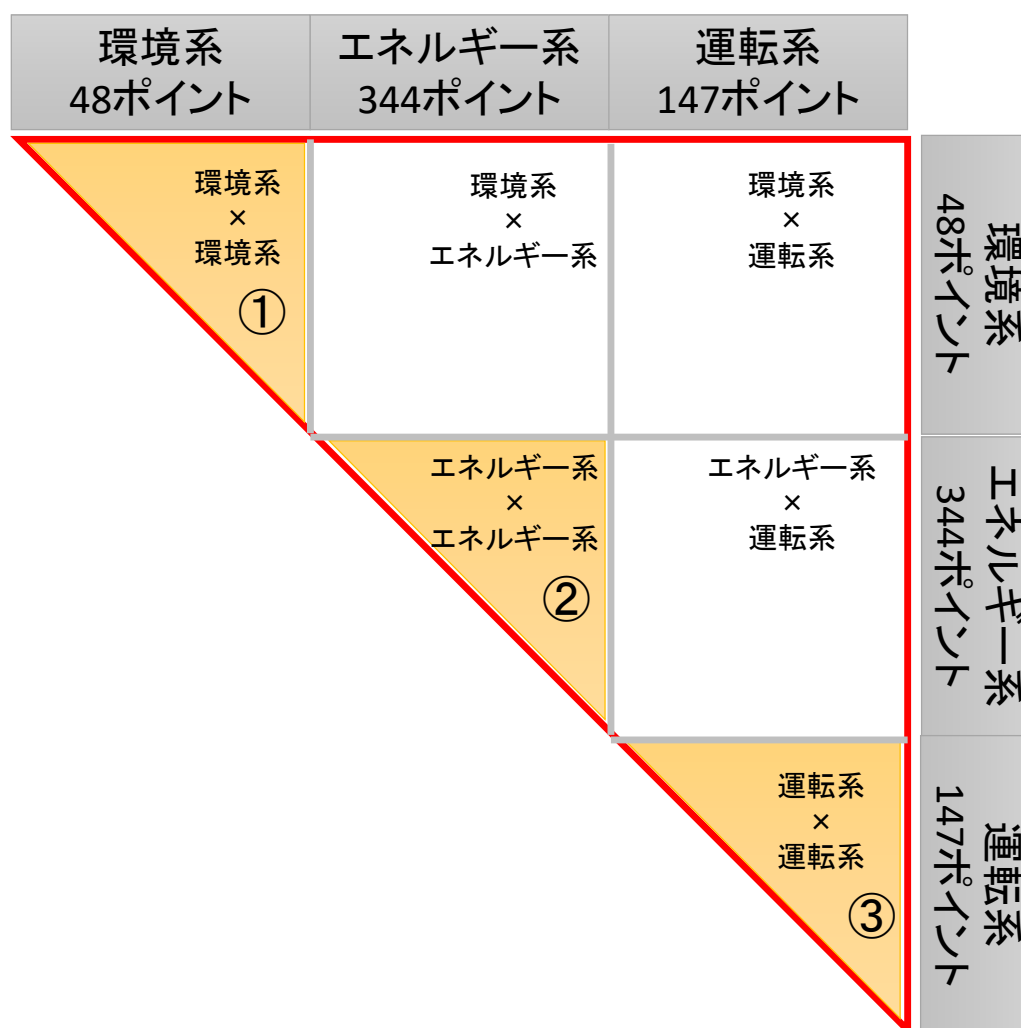 環境系
48ポイント
エネルギー系
344ポイント
運転系
147ポイント
環境系
×
環境系
①
環境系
×
エネルギー系
環境系
×
運転系
環境系
48ポイント
エネルギー系
×
エネルギー系
②
エネルギー系
×
運転系
エネルギー系
344ポイント
運転系
×
運転系
③
運転系
147ポイント